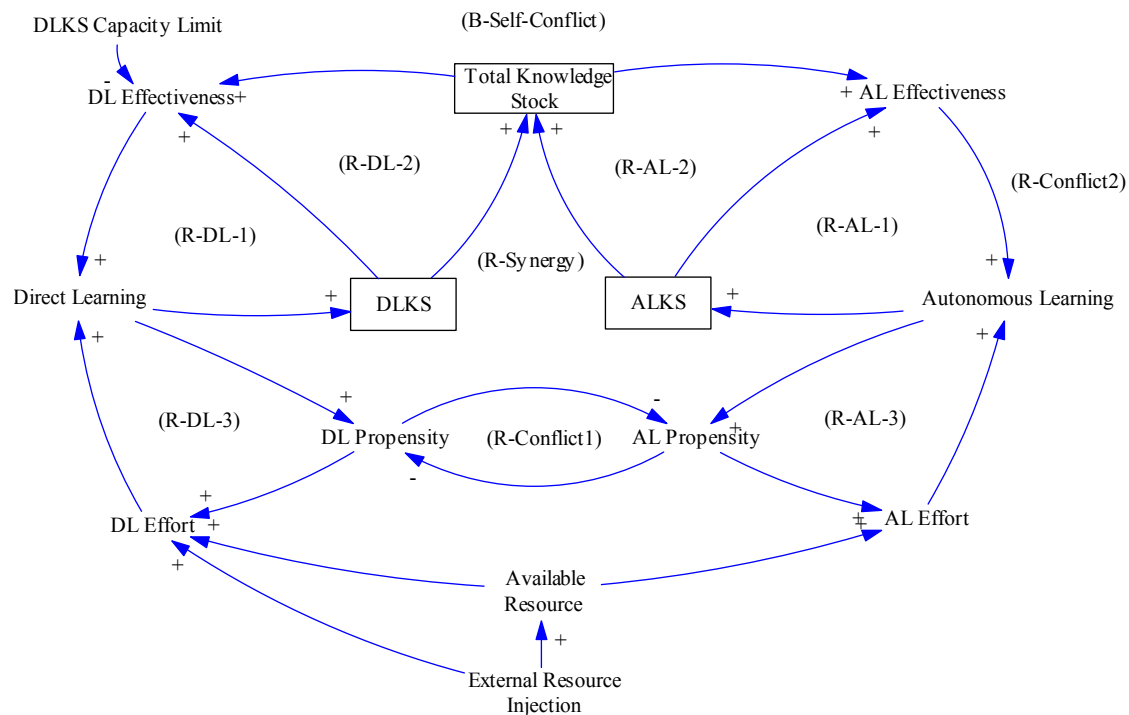 (B-Self-Conflict)
DLKS Capacity Limit
-
DL Effectiveness
+
+
Total Knowledge
Stock
+
+
+ AL Effectiveness
+
(R-DL-2)
(R-AL-2)
(R-Conflict2)
(R-DL-1)
(R-AL-1)
(R-Synergy)
+
+
Direct Learning
+
DLKS
ALKS
+
Autonomous Learning
+
+
+
-
(R-DL-3)
(R-AL-3)
DL Propensity
(R-Conflict1)
AL Propensity
+
-
+
DL Effort
+
+
+
AL Effort
+
Available
Resource
+
External Resource
Injection